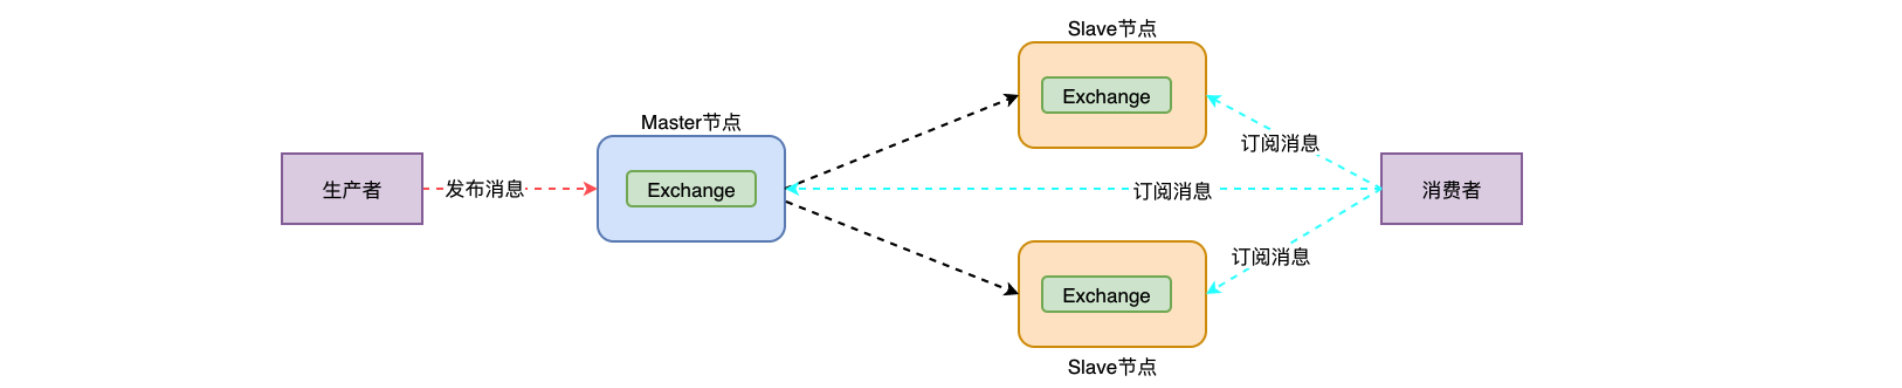 Slave节点
Exchange
Master节点
订阅消息
生产者
发布消息
Exchange
订阅消息
消费者
订阅消息
Exchange
Slave节点